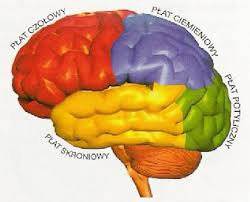 PŁAT CZOŁOWY
PŁAT CIEMIENIOWY
PŁAT POTYLICZNY
PŁAT SKRONIOWY